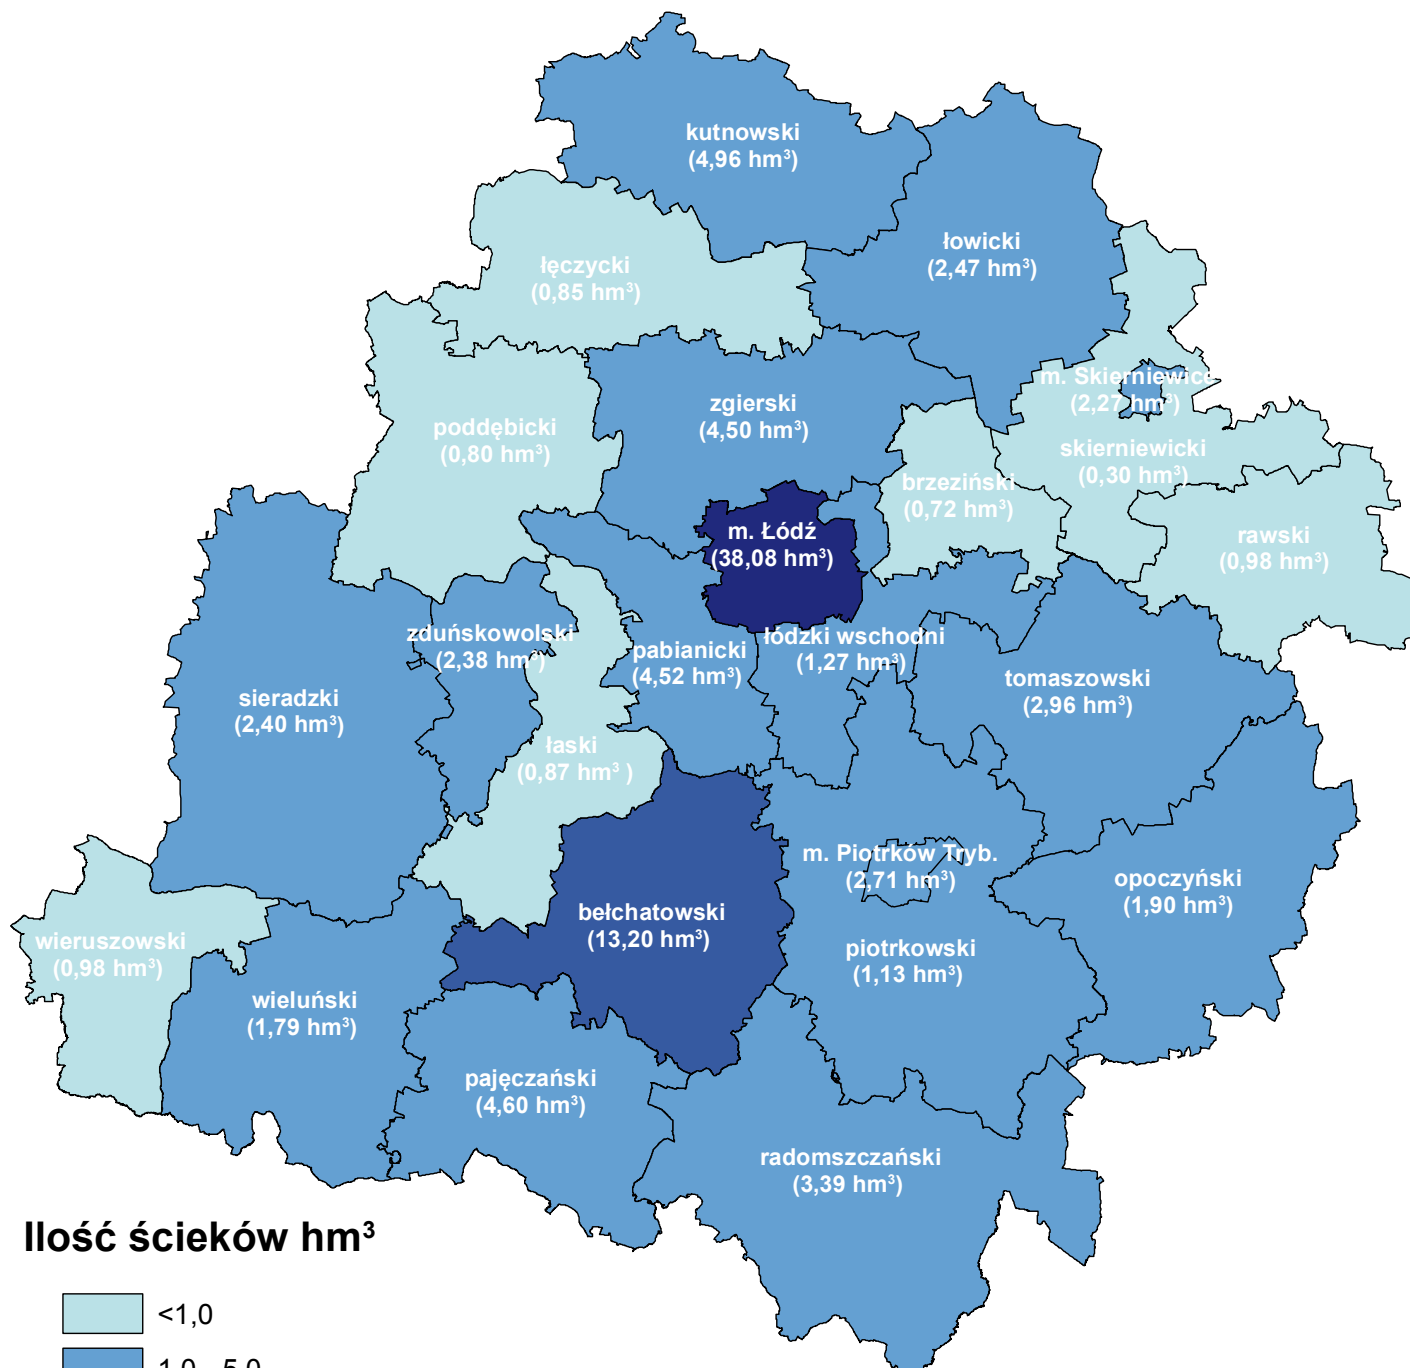 kutnowski
(4,96 hm³)
łowicki
(2,47 hm³)
łęczycki
(0,85 hm³)
m. Skierniewice
(2,27 hm³)
zgierski
(4,50 hm³)
poddębicki
(0,80 hm³)
skierniewicki
(0,30 hm³)
brzeziński
(0,72 hm³)
m. Łódź
(38,08 hm³)
rawski
(0,98 hm³)
zduńskowolski
(2,38 hm³)
pabianicki
(4,52 hm³)
łódzki wschodni
(1,27 hm³)
tomaszowski
(2,96 hm³)
sieradzki
(2,40 hm³)
łaski
(0,87 hm³ )
m. Piotrków Tryb.
(2,71 hm³)
opoczyński
(1,90 hm³)
bełchatowski
(13,20 hm³)
wieruszowski
(0,98 hm³)
piotrkowski
(1,13 hm³)
wieluński
(1,79 hm³)
pajęczański
(4,60 hm³)
radomszczański
(3,39 hm³)
Ilość ścieków hm³
<1,0
1,0 - 5,0